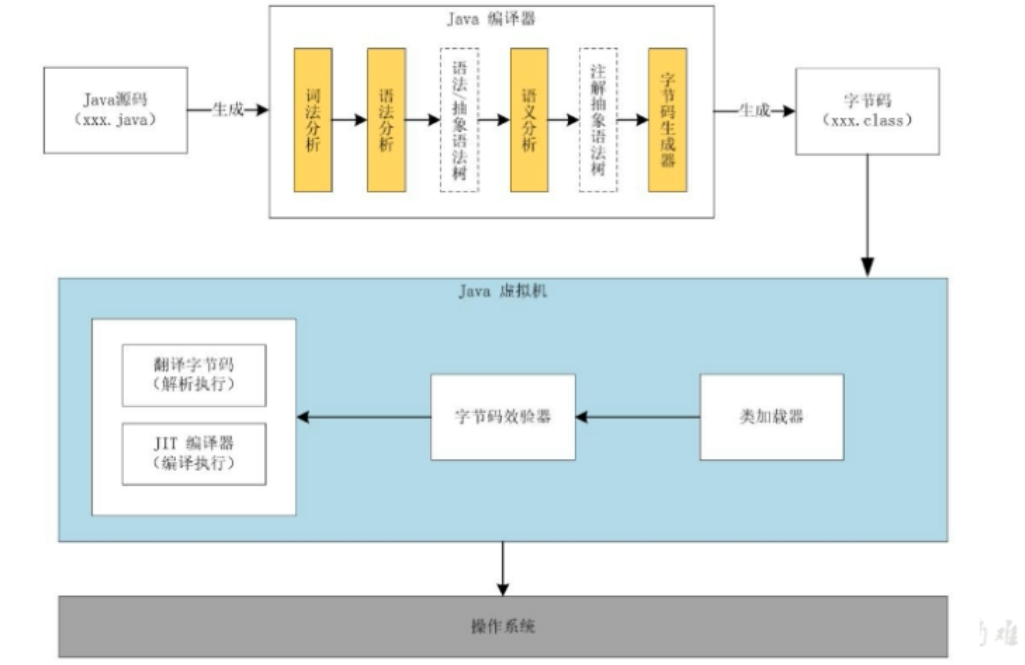 Java 编译器
Java源码
（xxx.java）
生成
词法分析
语法分析
语法/抽象语法树
语义分析
注解抽象语法树
字节码生成器
生成
字节码
（xxx.class）
Java 虚拟机
翻译字节码
（解析执行）
JIT 编译器
（编译执行）
字节码效验器
类加载器
操作系统
难